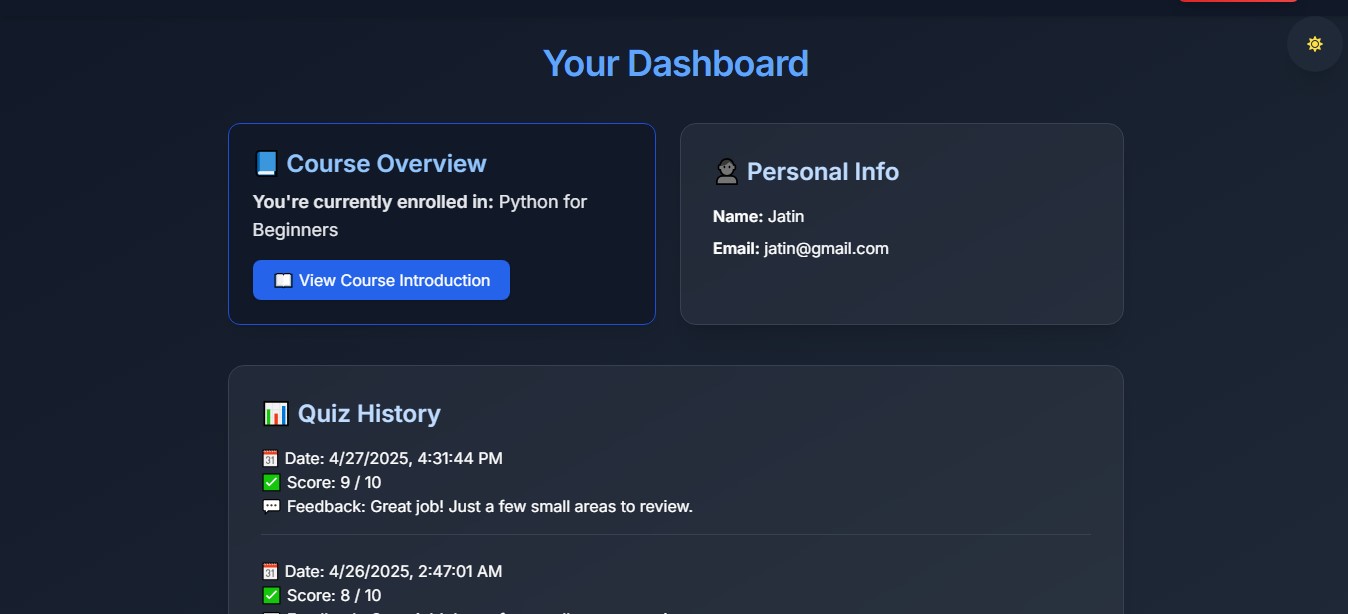 Your Dashboard
Course Overview
You're currently enrolled in: Python for
Beginners
View Course Introduction
Personal Info
Name: Jatin
Email: jatin@gmail.com
Quiz History
Date: 4/27/2025, 4:31:44 PM
Score: 9 / 10
Feedback: Great job! Just a few small areas to review.
Date: 4/26/2025, 2:47:01 AM
Score: 8 / 10